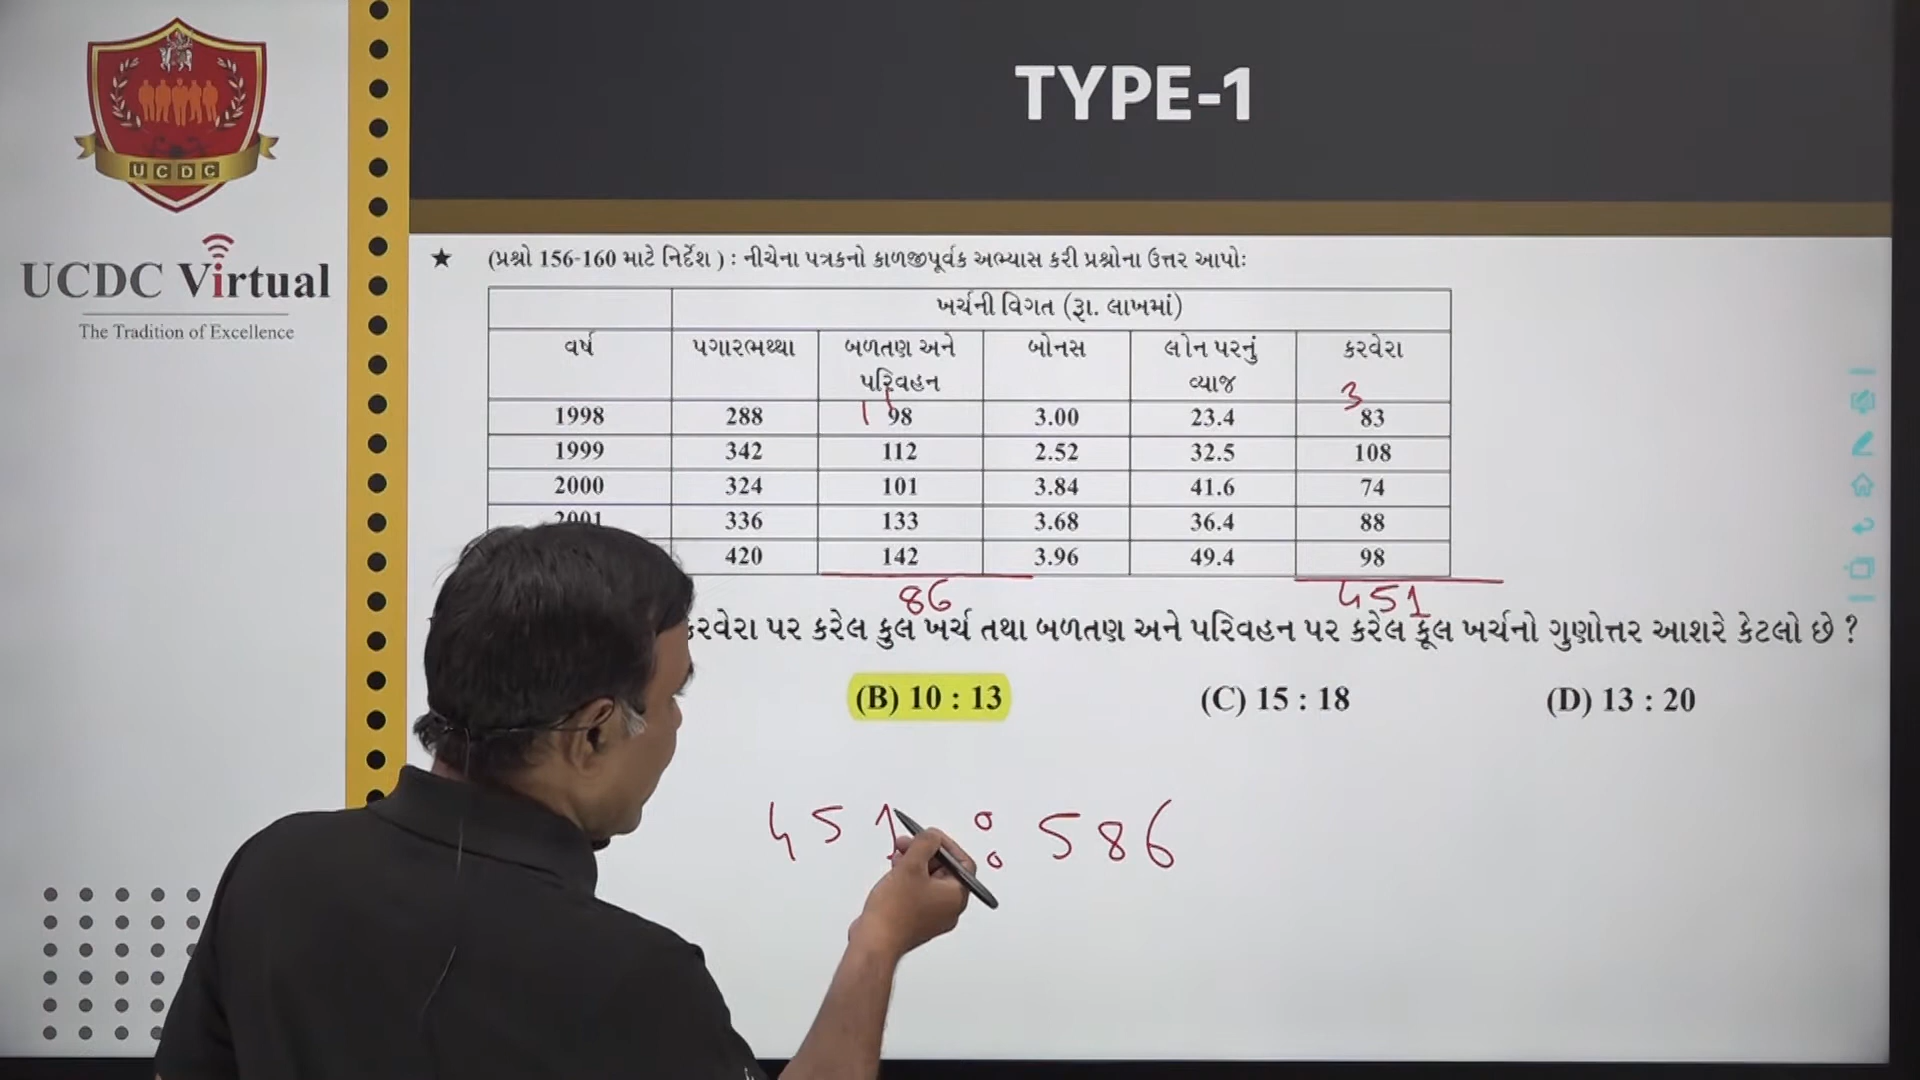 TYPE-1
UCDC
UCDC Virtual
The Tradition of Excellence
★ (પ્રશ્નો 156-160 માટે નિર્દેશ ) : નીચેના પત્રકનો કાળજીપૂર્વક અભ્યાસ કરી પ્રશ્નોના ઉત્તર આપોઃ
ખર્ચની વિગત (રૂા. લાખમાં)
વર્ષ પગારભથ્થા બળતણ અને પરિવહન બોનસ લોન પરનું વ્યાજ કરવેરા
3
1998 288 98 3.00 23.4 83
1999 342 112 2.52 32.5 108
2000 324 101 3.84 41.6 74
2001 336 133 3.68 36.4 88
420 142 3.96 49.4 98
86 451
કરવેરા પર કરેલ કુલ ખર્ચ તથા બળતણ અને પરિવહન પર કરેલ કૂલ ખર્ચનો ગુણોત્તર આશરે કેટલો છે ?
(B) 10 : 13 (C) 15 : 18 (D) 13 : 20
451 : 586